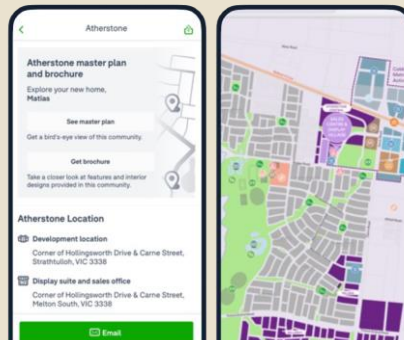 Atherstone
Atherstone master plan
and brochure
Explore your new home,
Matias
See master plan
Get a bird's-eye view of this community.
Get brochure
Take a closer look at features and interior
designs provided in this community.
Atherstone Location
Development location
Corner of Hollingsworth Drive & Carne Street,
Strathtulloh, VIC 3338
Display suite and sales office
Corner of Hollingsworth Drive & Carne Street,
Melton South, VIC 3338
Email